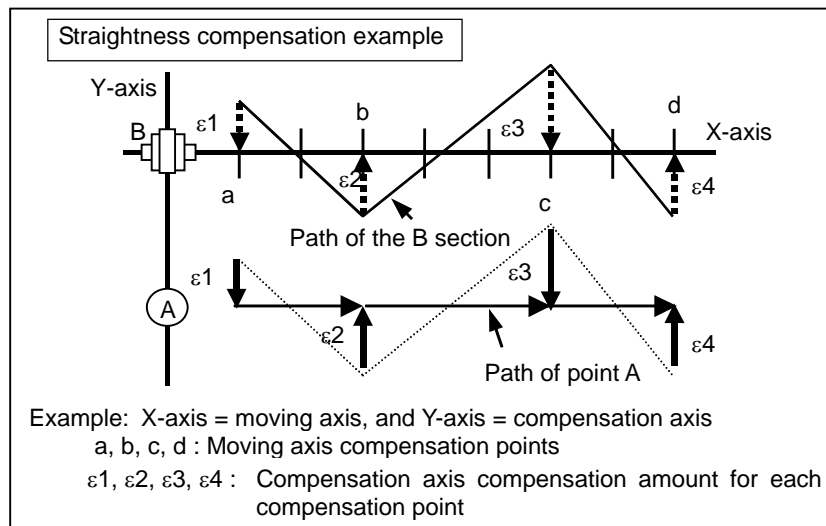 Straightness compensation example
Y-axis
B
ε1
b
ε2
ε3
d
X-axis
a
c
ε4
Path of the B section
ε1
ε3
A
ε2
ε4
Path of point A
Example: X-axis = moving axis, and Y-axis = compensation axis
a, b, c, d : Moving axis compensation points
ε1, ε2, ε3, ε4 : Compensation axis compensation amount for each
compensation point